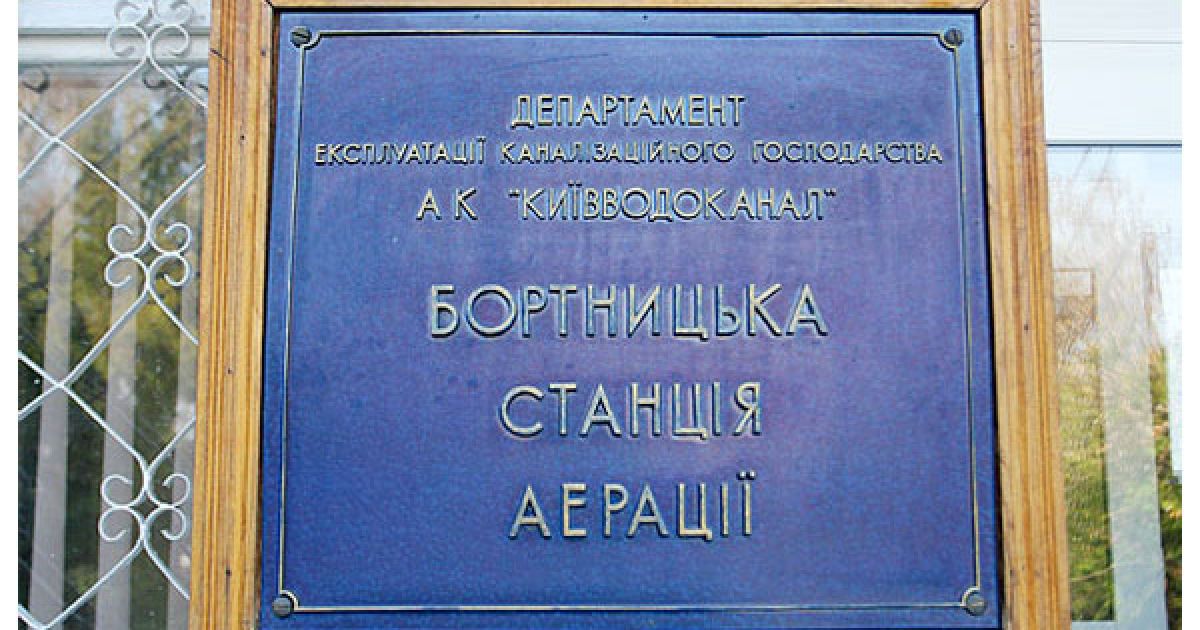 ДЕПАРТАМЕНТ
ЕКСПЛУАТАЦІЇ КАНАЛІЗАЦІЙНОГО ГОСПОДАРСТВА
АК "КИЇВВОДОКАНАЛ"
БОРТНИЦЬКА
СТАНЦІЯ
АЕРАЦІЇ